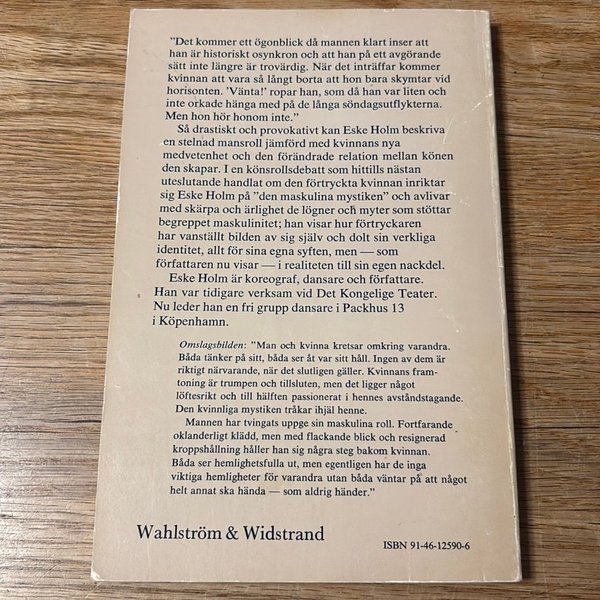 "Det kommer ett ögonblick då mannen klart inser att
han är historiskt osynkron och att han på ett avgörande
sätt inte längre är trovärdig. När det inträffar kommer
kvinnan att vara så långt borta att hon bara skymtar vid
horisonten. 'Vänta!' ropar han, som då han var liten och
inte orkade hänga med på de långa söndagsutflykterna.
Men hon hör honom inte."
Så drastiskt och provokativt kan Eske Holm beskriva
en stelnad mansroll jämförd med kvinnans nya
medvetenhet och den förändrade relation mellan könen
den skapar. I en könsrollsdebatt som hittills nästan
uteslutande handlat om den förtryckta kvinnan inriktar
sig Eske Holm på "den maskulina mystiken" och avlivar
med skärpa och ärlighet de lögner och myter som stöttar
begreppet maskulinitet; han visar hur förtryckaren
har vanställt bilden av sig själv och dolt sin verkliga
identitet, allt för sina egna syften, men — som
författaren nu visar — i realiteten till sin egen nackdel.
Eske Holm är koreograf, dansare och författare.
Han var tidigare verksam vid Det Kongelige Teater.
Nu leder han en fri grupp dansare i Packhus 13
i Köpenhamn.
Omslagsbilden: "Man och kvinna kretsar omkring varandra.
Båda tänker på sitt, båda ser åt var sitt håll. Ingen av dem är
riktigt närvarande, när det slutligen gäller. Kvinnans fram-
toning är trumpen och tillsluten, men det ligger något
löftesrikt och till hälften passionerat i hennes avståndstagande.
Den kvinnliga mystiken tråkar ihjäl henne.
Mannen har tvingats uppge sin maskulina roll. Fortfarande
oklanderligt klädd, men med flackande blick och resignerad
kroppshållning håller han sig några steg bakom kvinnan.
Båda ser hemlighetsfulla ut, men egentligen har de inga
viktiga hemligheter för varandra utan båda väntar på att något
helt annat ska hända — som aldrig händer."
Wahlström & Widstrand
ISBN 91-46-12590-6